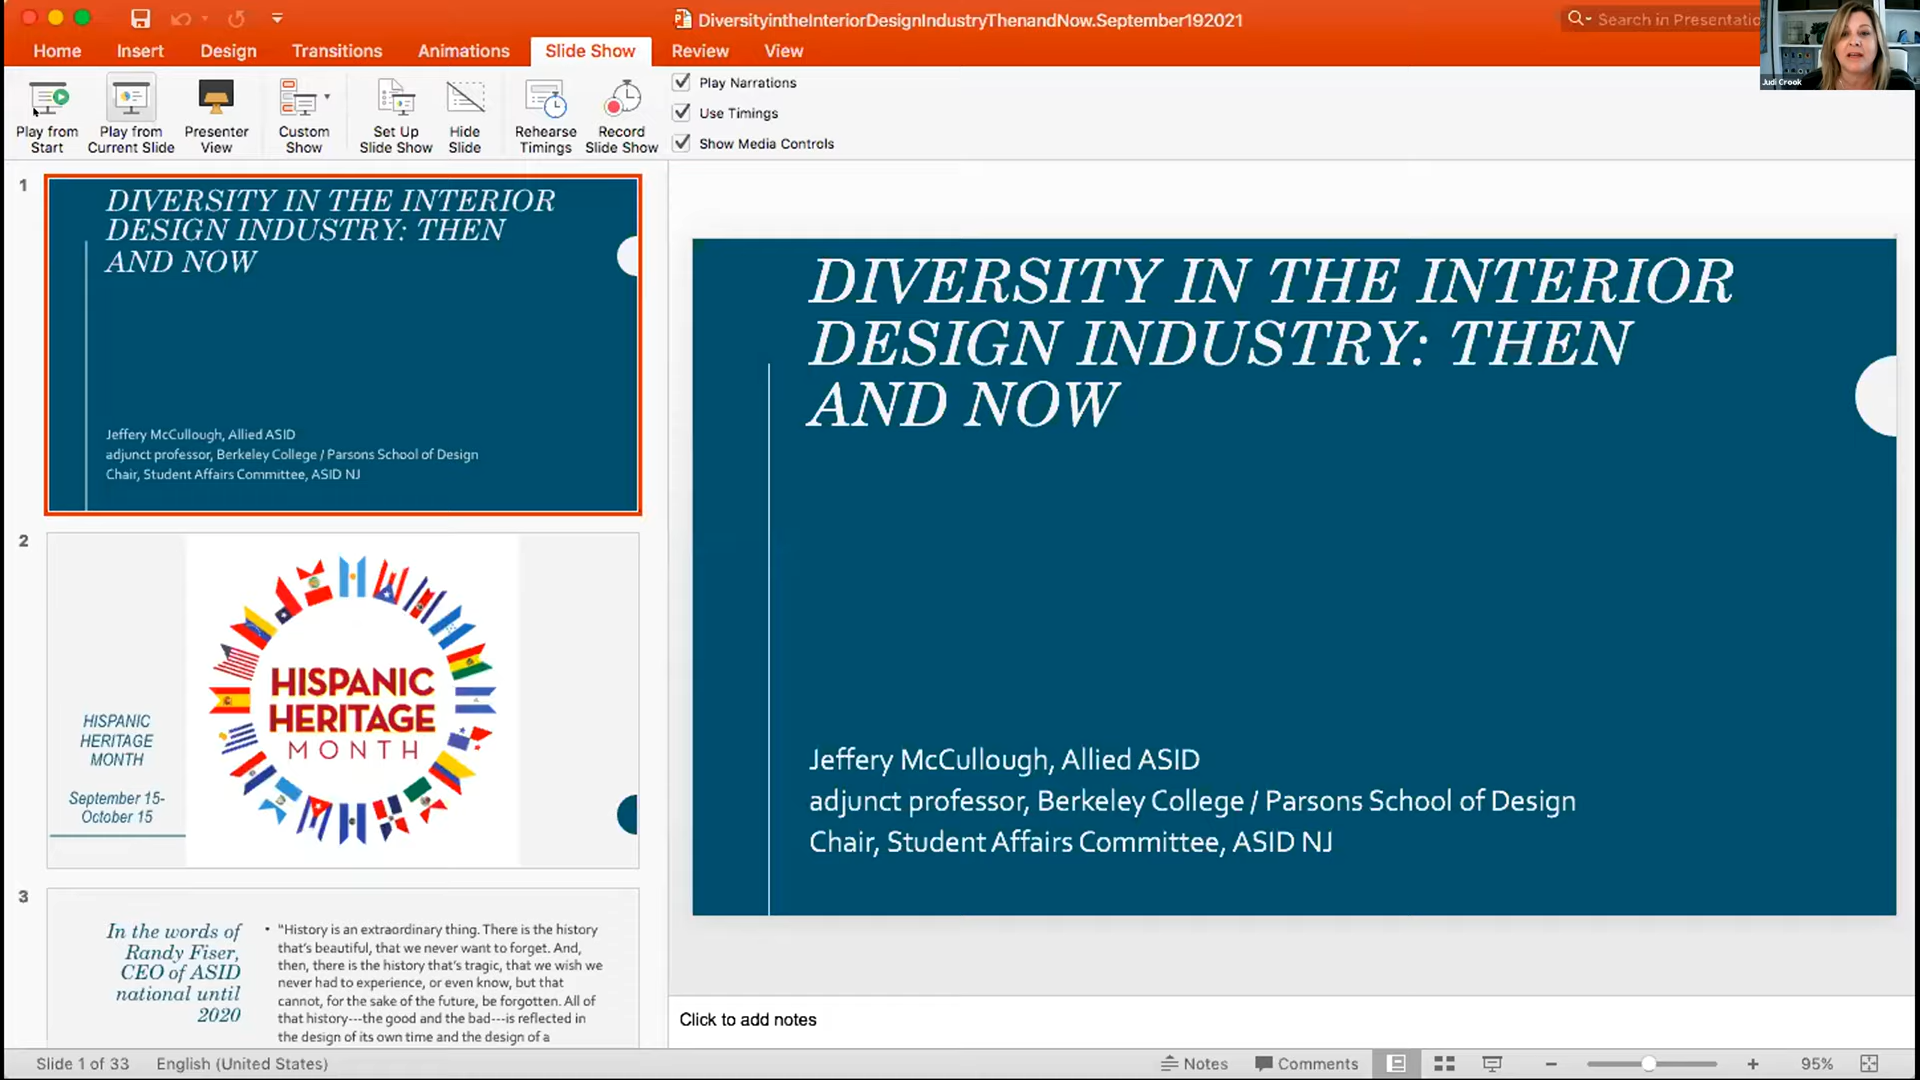 DiversityintheInteriorDesignIndustryThenandNow.September192021
Search in Presentatio
Judi Crook
Home Insert Design Transitions Animations Slide Show Review View
Play from Start
Play from Current Slide
Presenter View
Custom Show
Set Up Slide Show
Hide Slide
Rehearse Timings
Record Slide Show
Play Narrations
Use Timings
Show Media Controls
1
DIVERSITY IN THE INTERIOR
DESIGN INDUSTRY: THEN
AND NOW
Jeffery McCullough, Allied ASID
adjunct professor, Berkeley College / Parsons School of Design
Chair, Student Affairs Committee, ASID NJ
2
HISPANIC
HERITAGE
MONTH
September 15-
October 15
HISPANIC
HERITAGE
MONTH
3
In the words of
Randy Fiser,
CEO of ASID
national until
2020
• "History is an extraordinary thing. There is the history
that's beautiful, that we never want to forget. And,
then, there is the history that's tragic, that we wish we
never had to experience, or even know, but that
cannot, for the sake of the future, be forgotten. All of
that history---the good and the bad---is reflected in
the design of its own time and the design of a
DIVERSITY IN THE INTERIOR
DESIGN INDUSTRY: THEN
AND NOW
Jeffery McCullough, Allied ASID
adjunct professor, Berkeley College / Parsons School of Design
Chair, Student Affairs Committee, ASID NJ
Click to add notes
Slide 1 of 33 English (United States) Notes Comments 95%